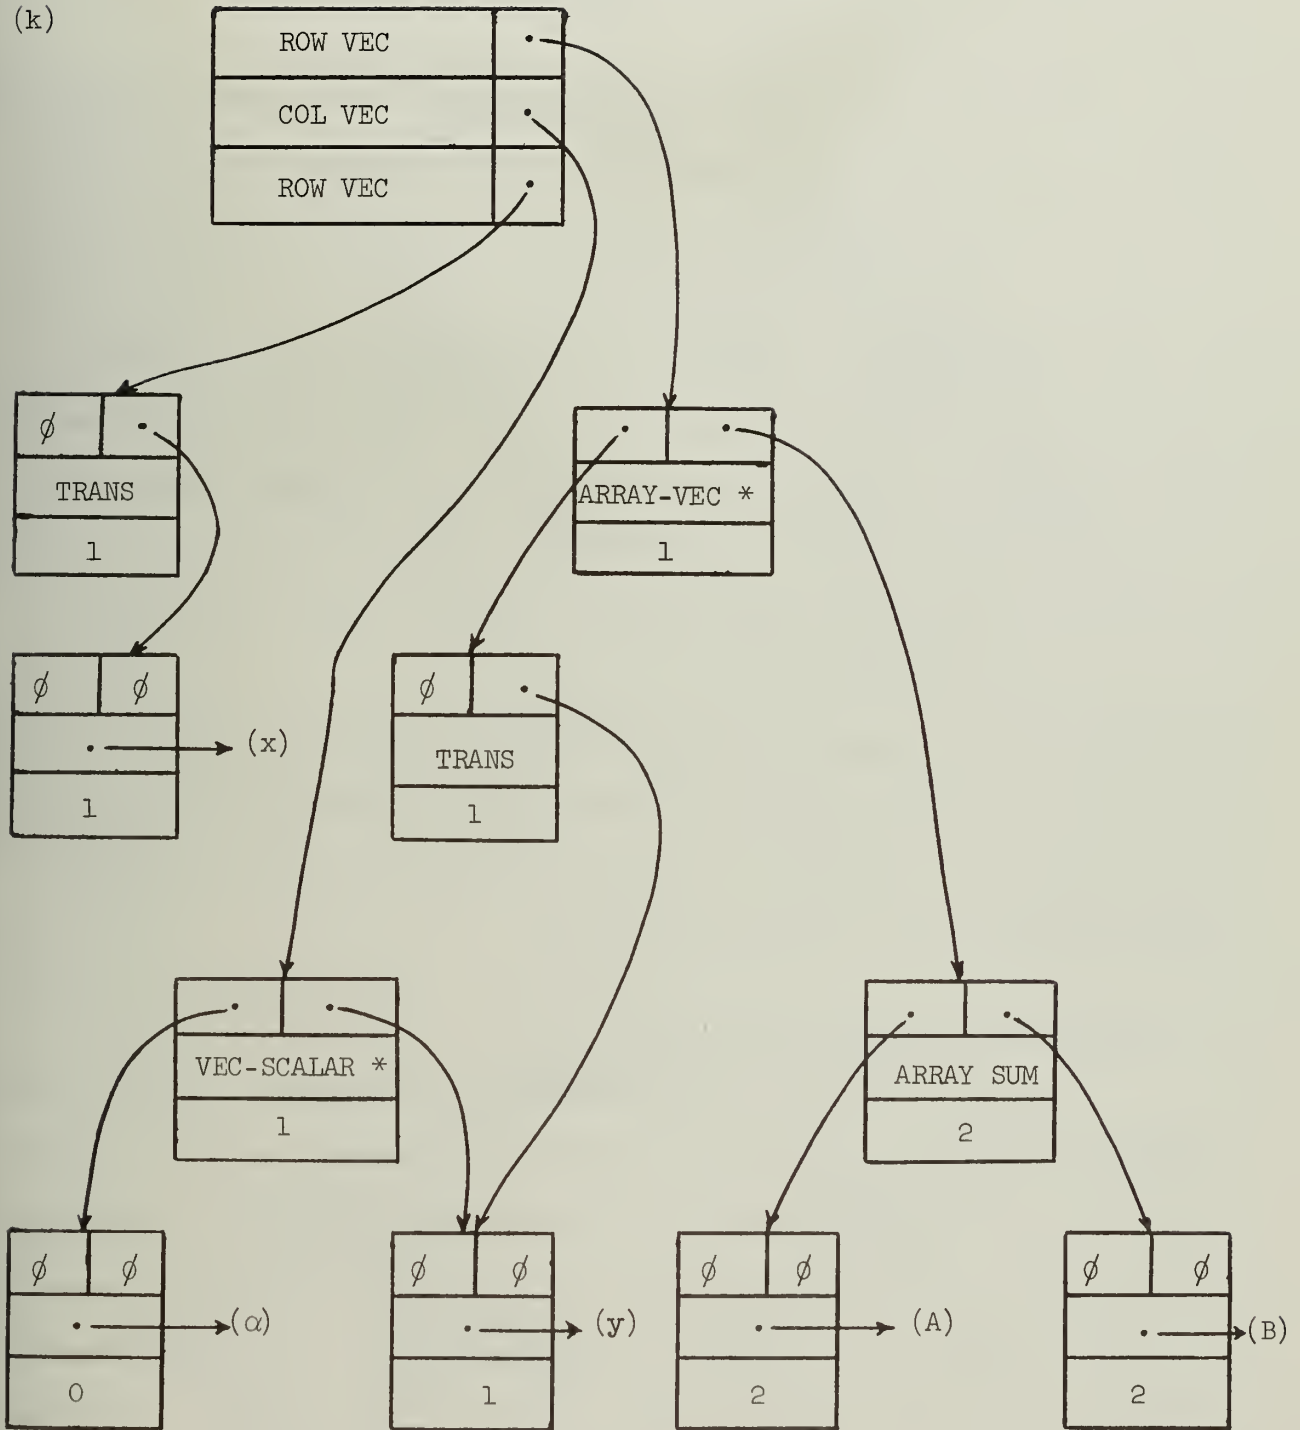 (k)
ROW VEC
COL VEC
ROW VEC
ø
TRANS
1
ARRAY-VEC *
1
ø ø
(x)
1
ø
TRANS
1
VEC-SCALAR *
1
ARRAY SUM
2
ø ø
(α)
0
ø ø
(y)
1
ø ø
(A)
2
ø ø
(B)
2